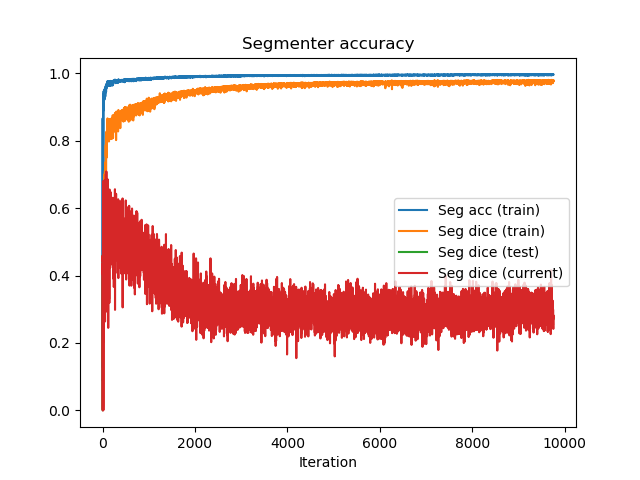 Segmenter accuracy
1.0
0.8
0.6
0.4
0.2
0.0
Seg acc (train)
Seg dice (train)
Seg dice (test)
Seg dice (current)
0 2000 4000 6000 8000 10000
Iteration